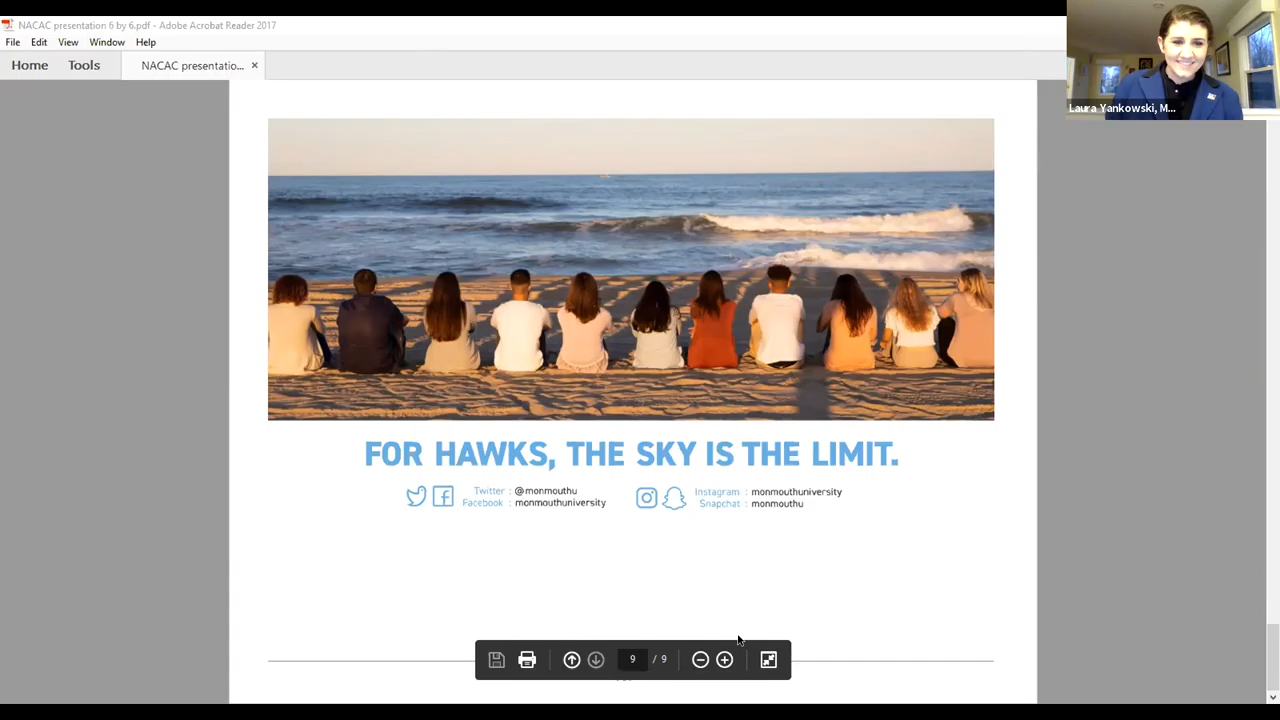 NACAC presentation 6 by 6.pdf - Adobe Acrobat Reader 2017
File Edit View Window Help
Home Tools NACAC presentatio... ×
Laura Yankowski, M...
FOR HAWKS, THE SKY IS THE LIMIT.
Twitter : @monmouthu
Facebook : monmouthuniversity
Instagram : monmouthuniversity
Snapchat : monmouthu
9 / 9